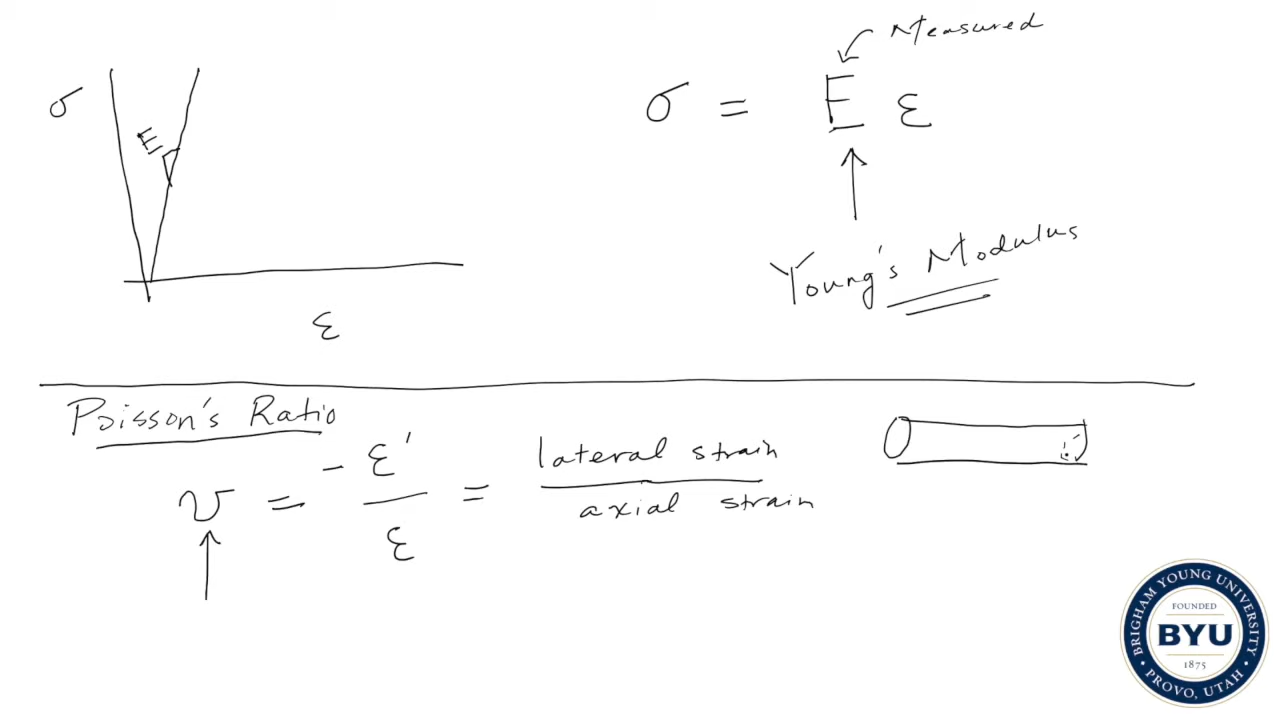 Measured
σ
E
σ = E ε
Young's Modulus
ε
Poisson's Ratio
ν = - ε' / ε = lateral strain / axial strain
BRIGHAM YOUNG UNIVERSITY
FOUNDED
BYU
1875
PROVO, UTAH